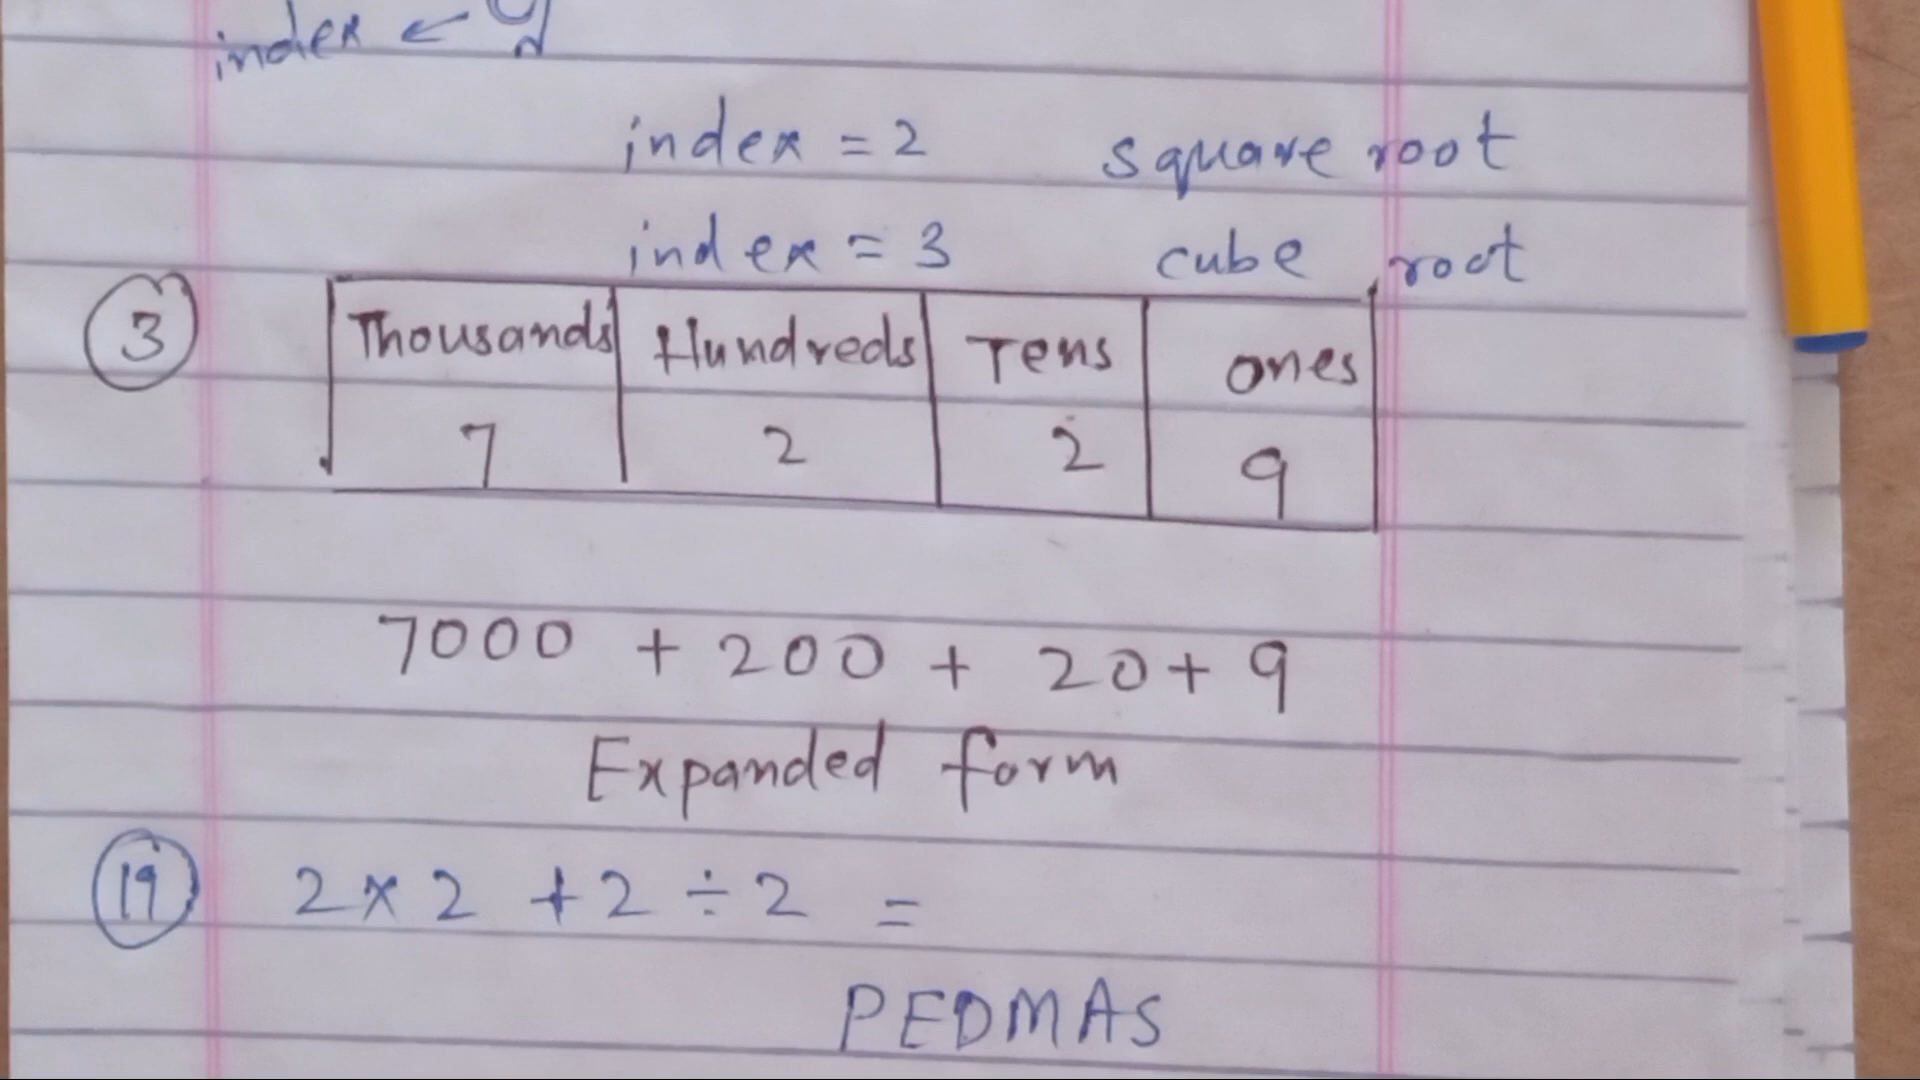 index ←
index = 2 square root
index = 3 cube root
3 Thousands Hundreds Tens ones
7 2 2 9
7000 + 200 + 20 + 9
Expanded form
19 2 × 2 + 2 ÷ 2 =
PEDMAS